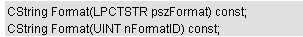 CString Format(LPCTSTR pszFormat) const;
CString Format(UINT nFormatID) const;